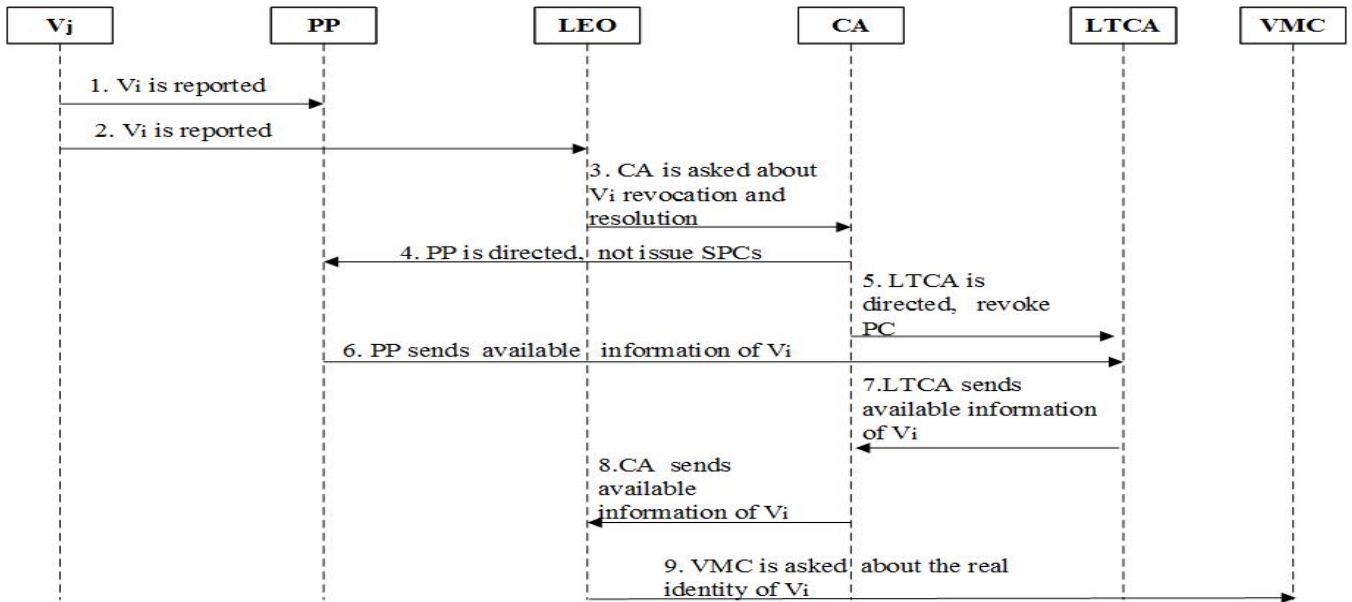 Vj
PP
LEO
CA
LTCA
VMC
1. Vi is reported
2. Vi is reported
3. CA is asked about
Vi revocation and
resolution
4. PP is directed, not issue SPCs
5. LTCA is
directed, revoke
PC
6. PP sends available information of Vi
7.LTCA sends
available information
of Vi
8.CA sends
available
information of Vi
9. VMC is asked about the real
identity of Vi